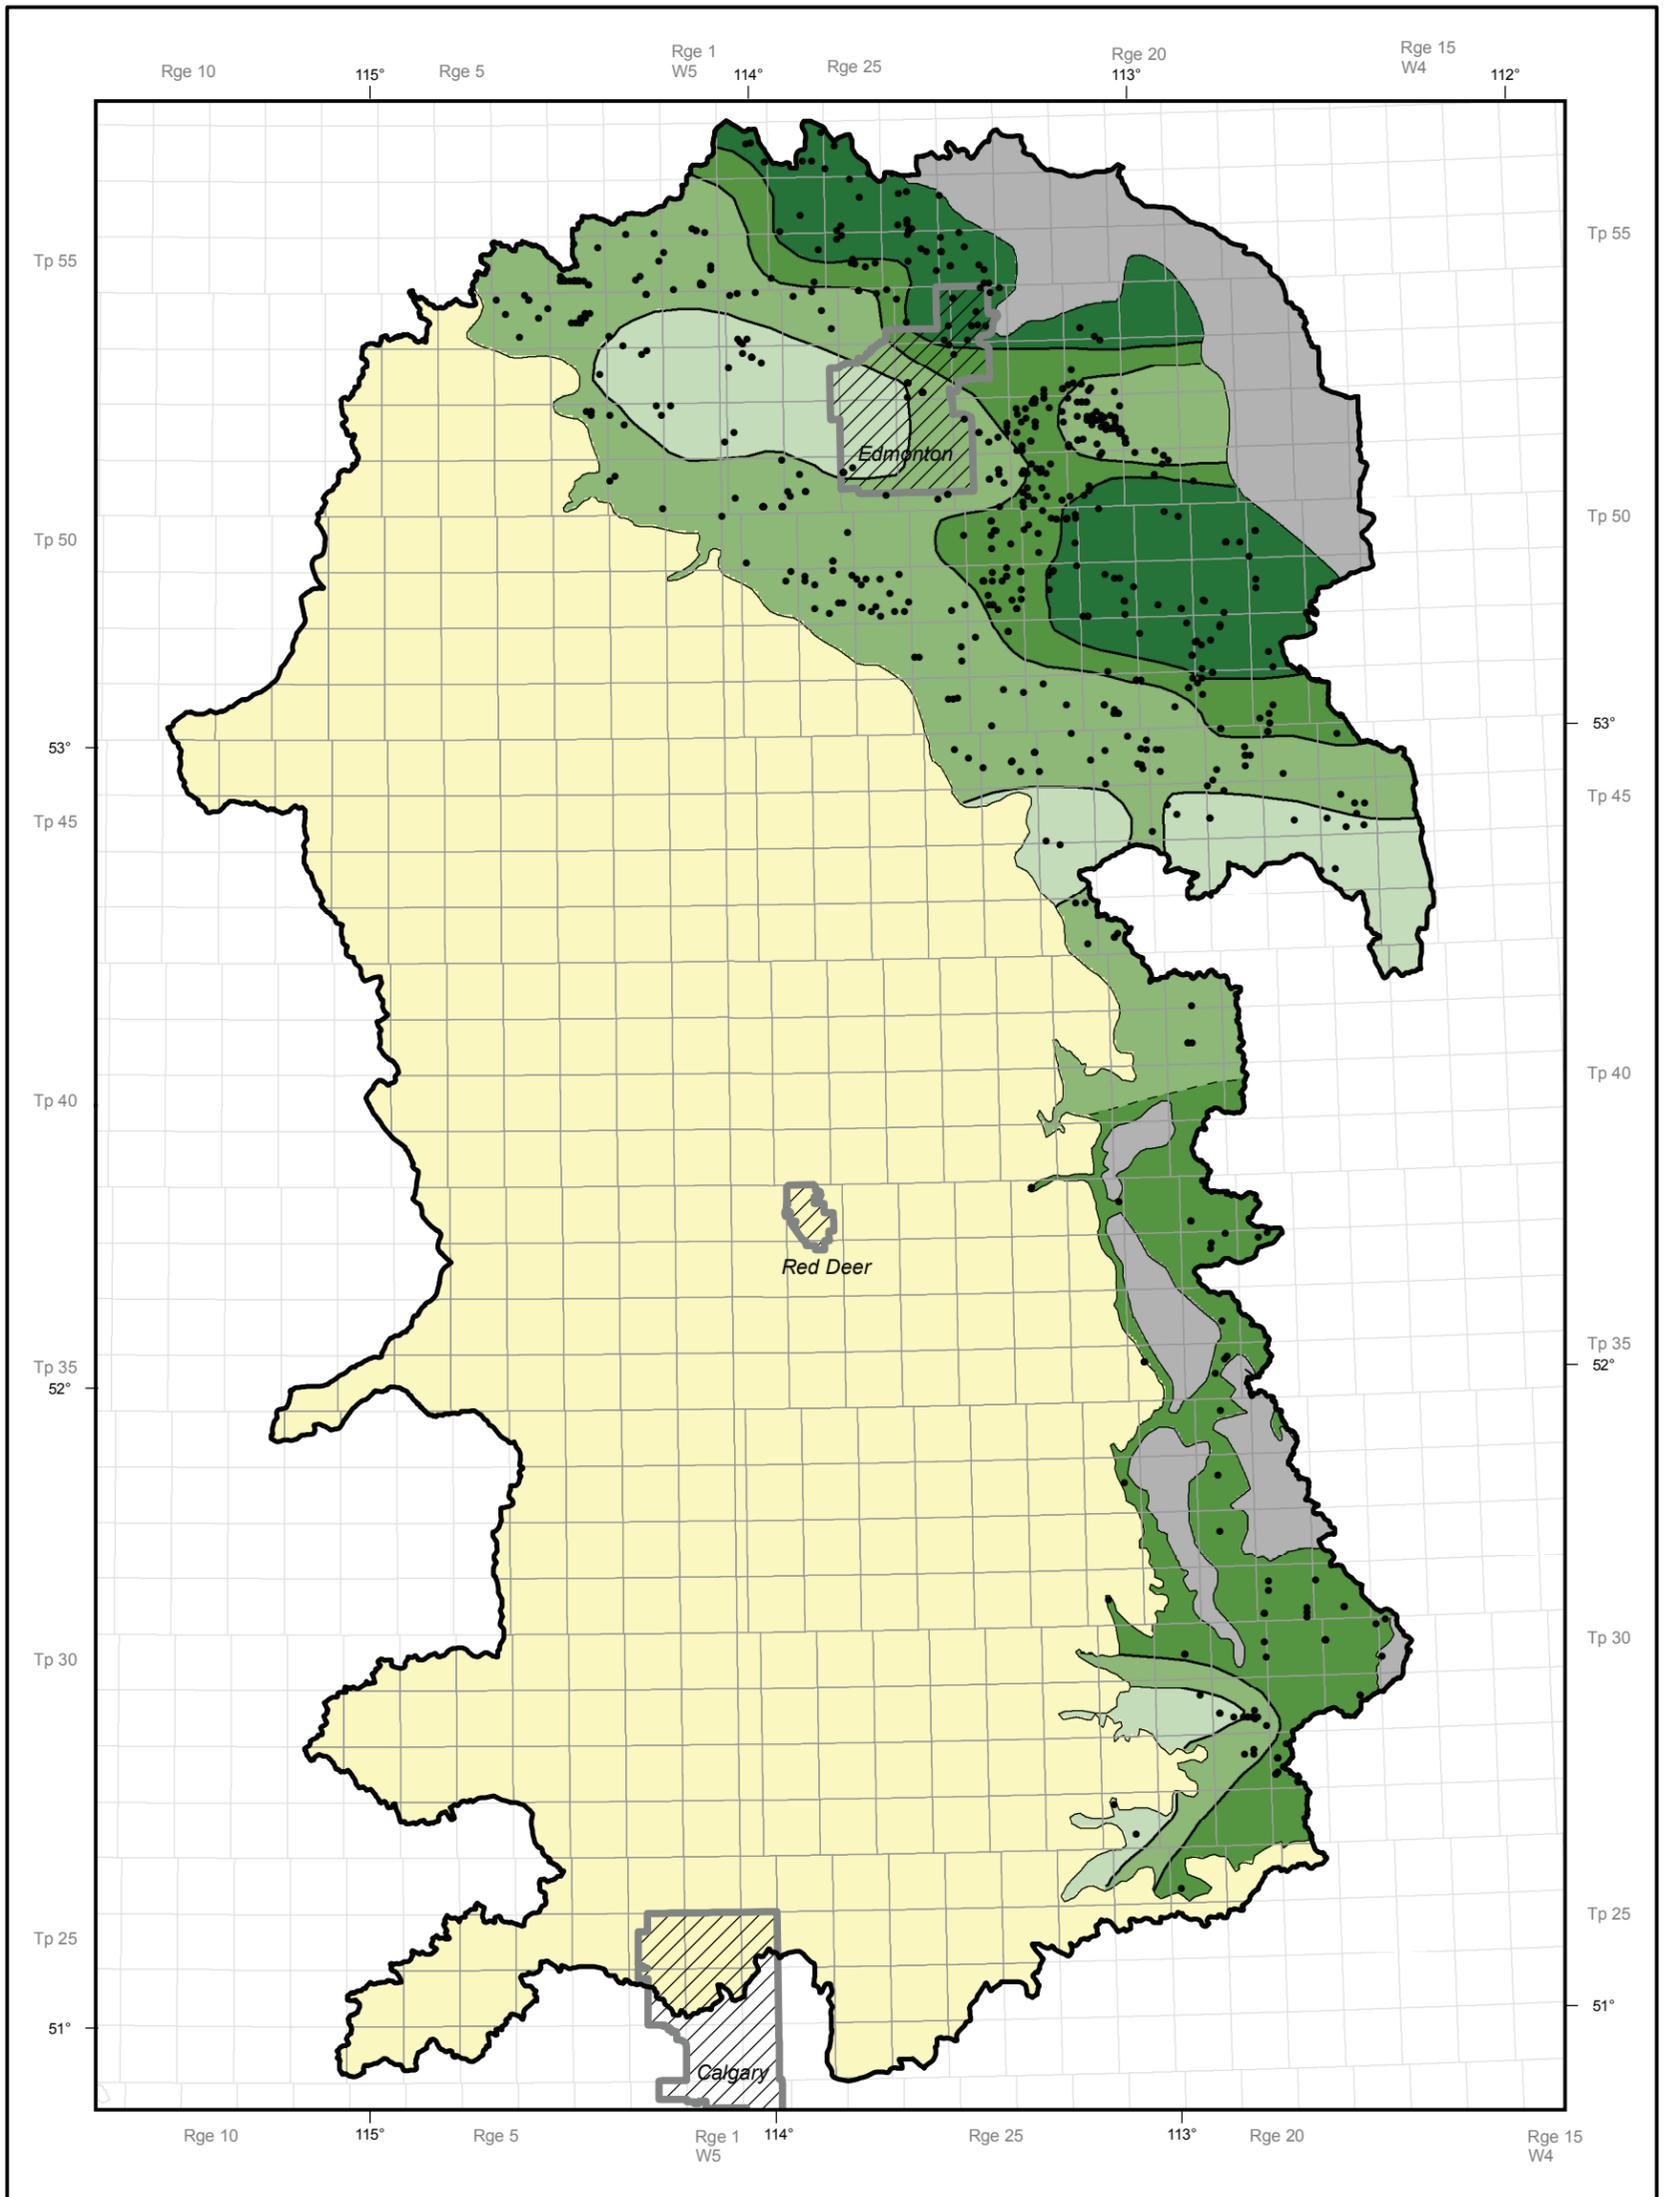 Rge 1
Rge 20
Rge 15
Rge 10
115°
Rge 5
W5
114°
Rge 25
113°
W4
112°
Tp 55
Tp 55
Edmonton
Tp 50
Tp 50
53°
53°
Tp 45
Tp 45
Tp 40
Tp 40
Red Deer
Tp 35
Tp 35
52°
52°
Tp 30
Tp 30
Tp 25
Tp 25
51°
51°
Calgary
Rge 10
115°
Rge 5
Rge 1
W5
114°
Rge 25
113°
Rge 20
Rge 15
W4